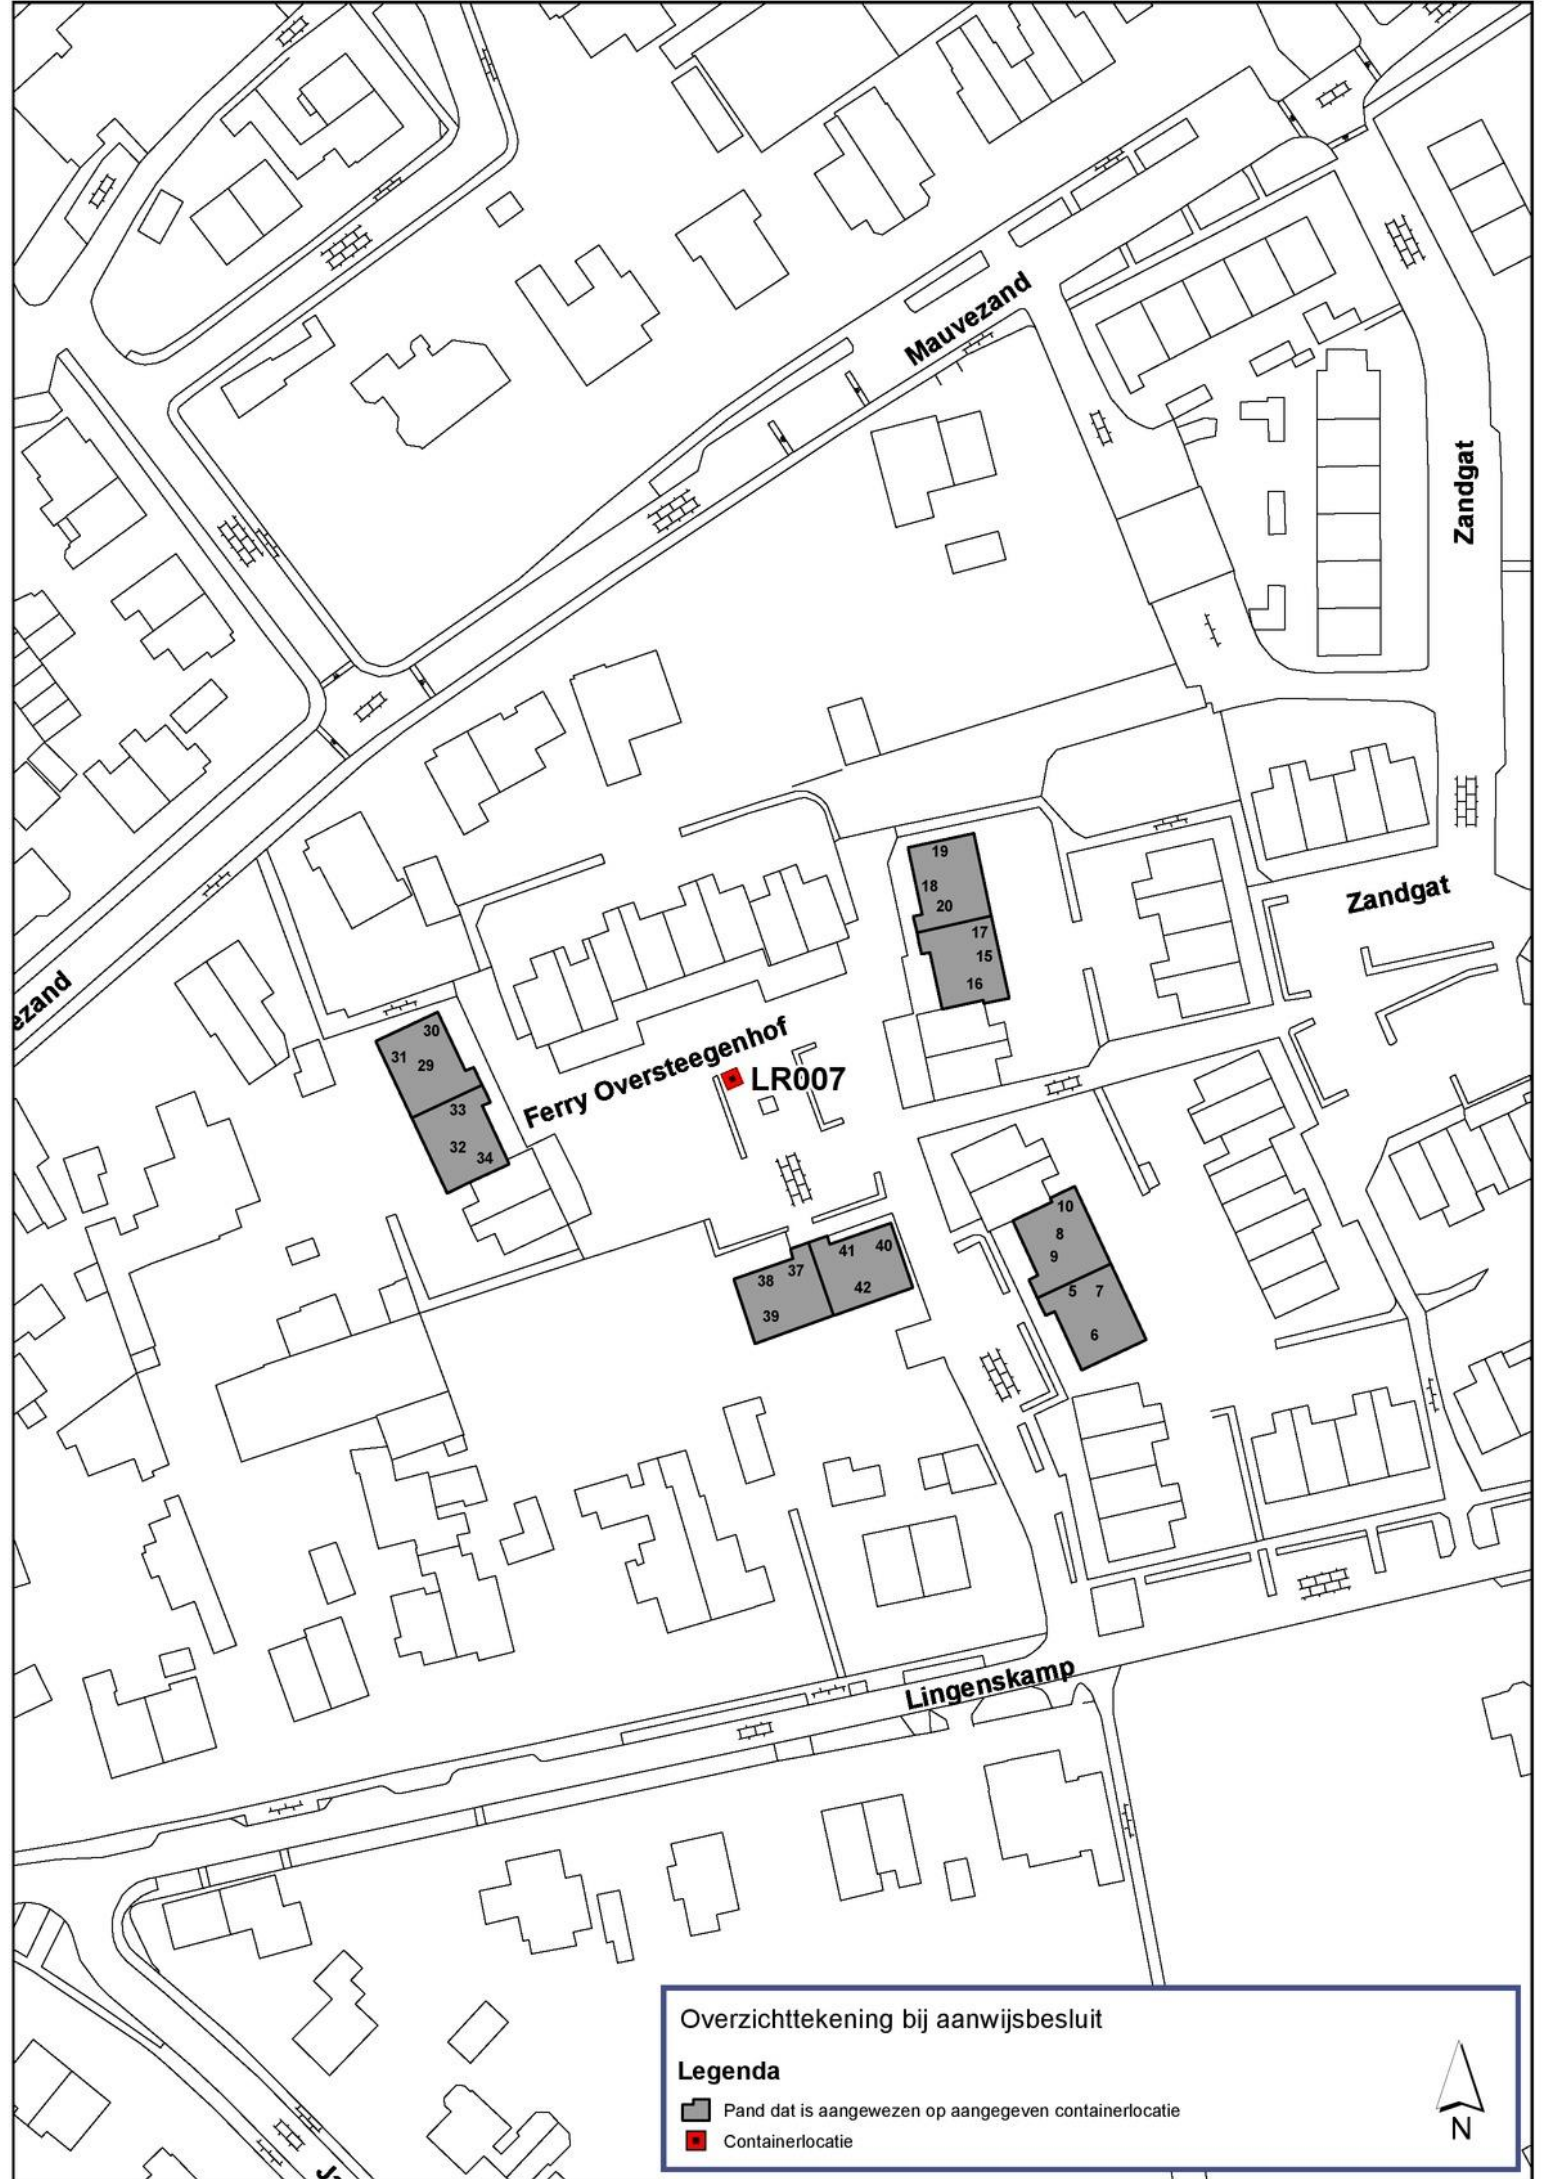 Mauvezand
Zandgat
19
18
20
17
15
16
Zandgat
ezand
30
31
29
33
32
34
Ferry Oversteegenhof
LR007
10
8
9
5
7
6
41
40
38
37
42
39
Lingenskamp
Overzichttekening bij aanwijsbesluit
Legenda
Pand dat is aangewezen op aangegeven containerlocatie
Containerlocatie
N